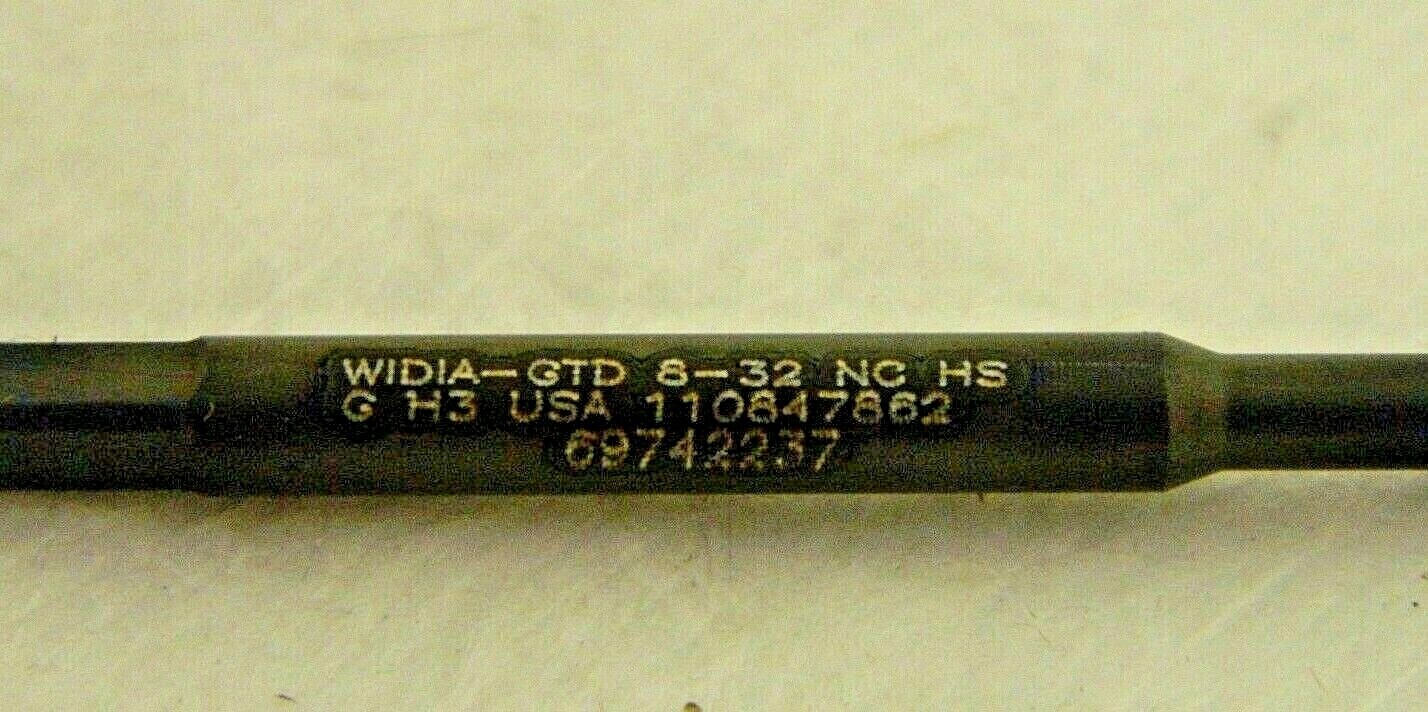 WIDIA-GTD 8-32 NC HS
G H3 USA 110847862
69742237